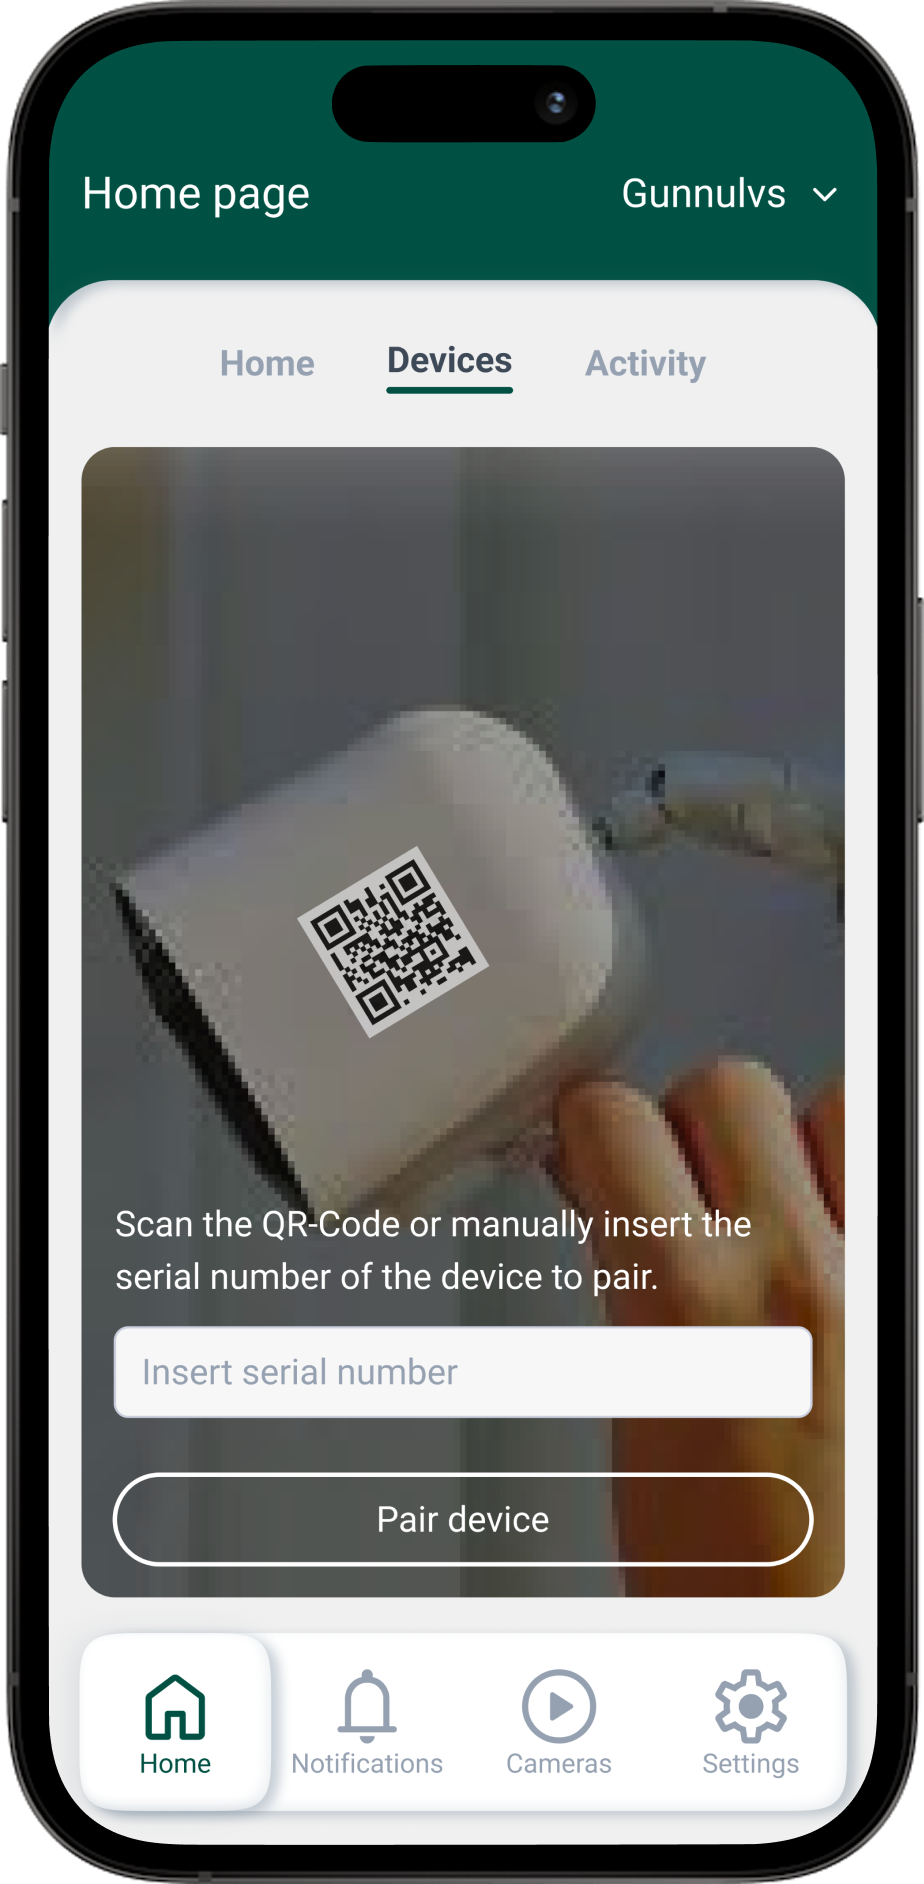 Home page
Gunnulvs
Home
Devices
Activity
Scan the QR-Code or manually insert the
serial number of the device to pair.
Insert serial number
Pair device
Home
Notifications
Cameras
Settings